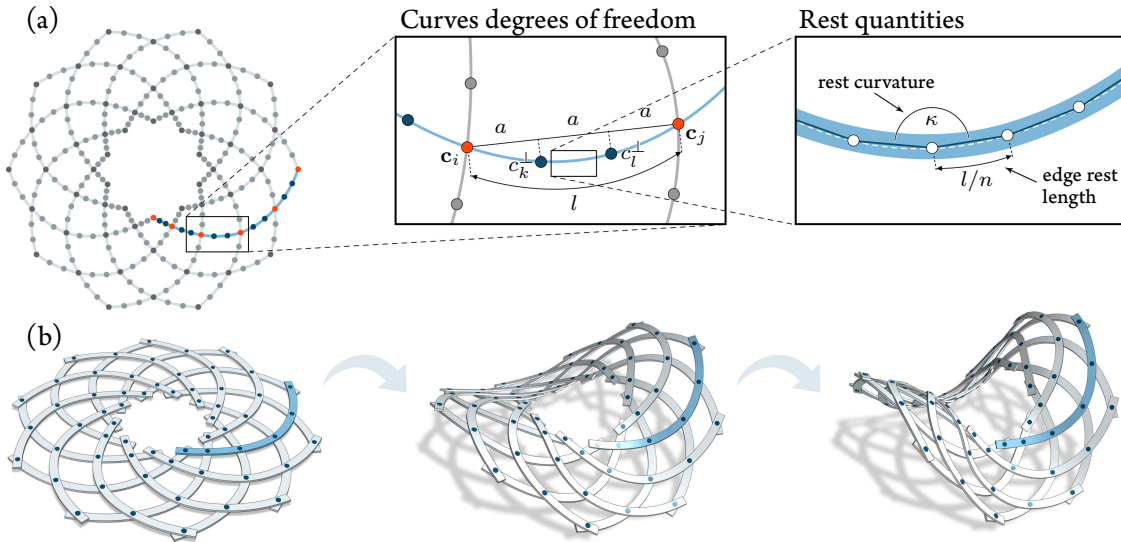 (a)
Curves degrees of freedom
Rest quantities
a
a
a
c_i
c_k^⊥
c_l^⊥
c_j
l
rest curvature
κ
l/n
edge rest
length
(b)